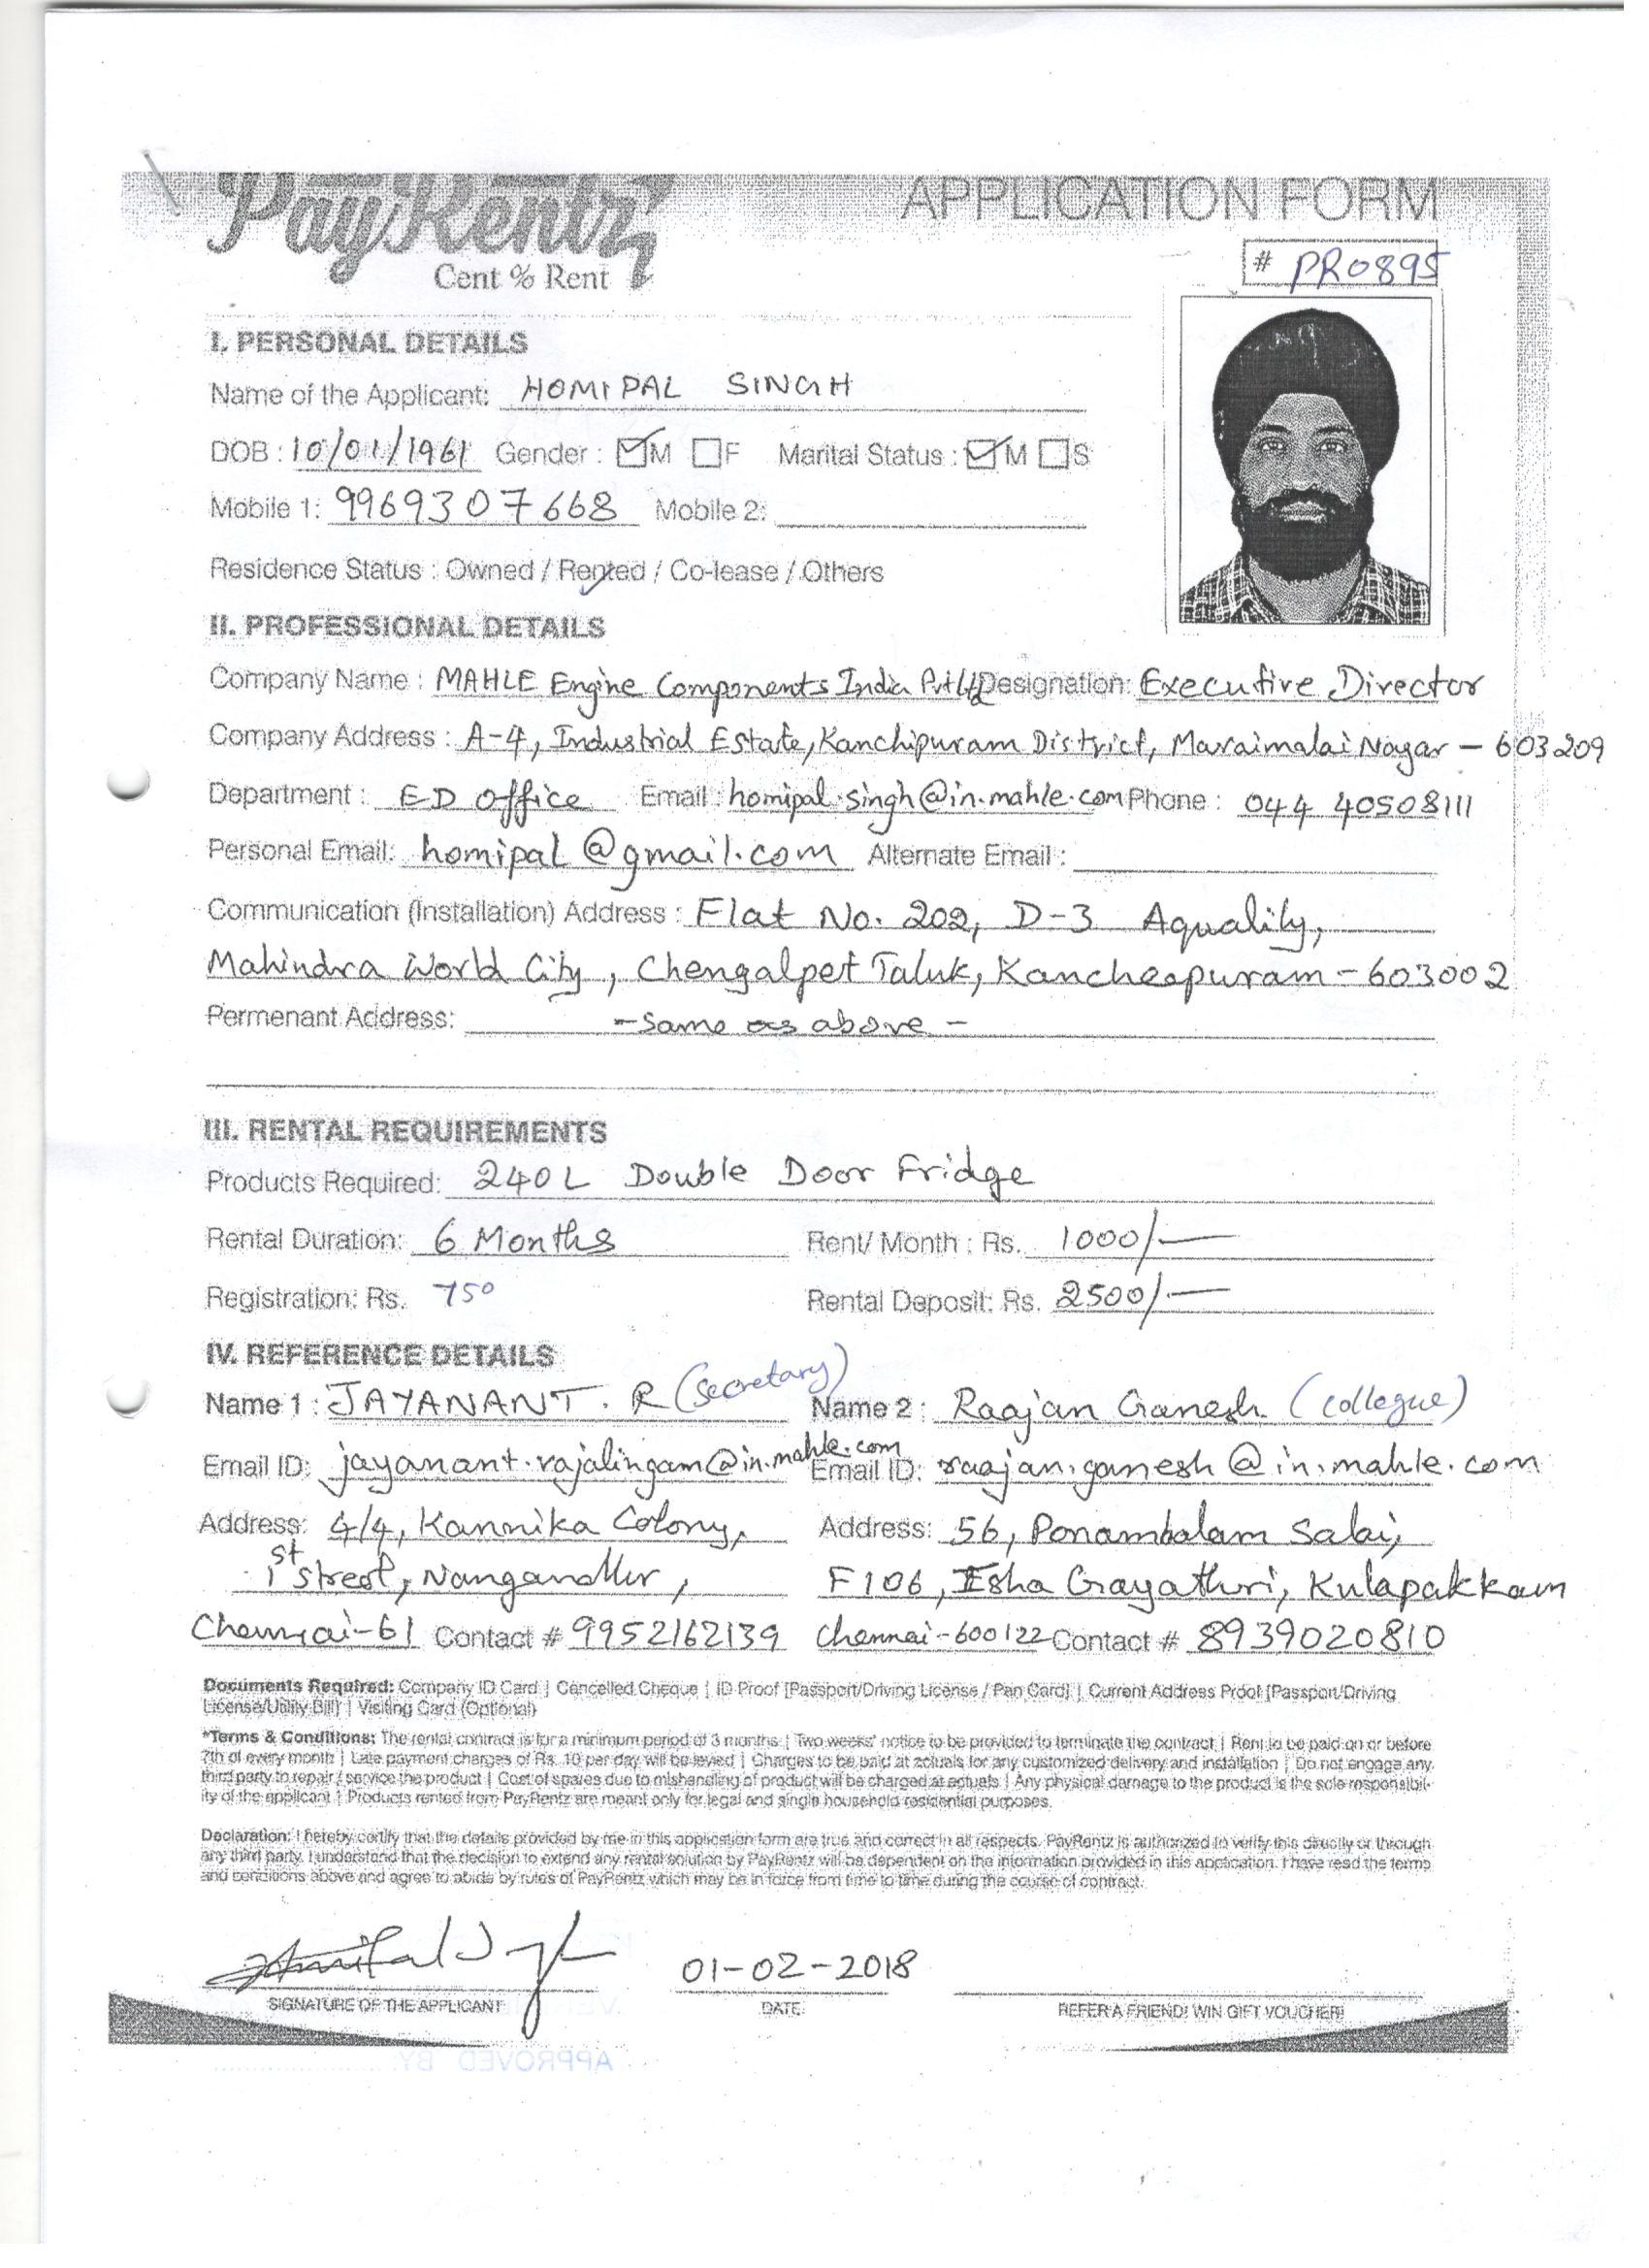 PayRentz
APPLICATION FORM
Cent % Rent
# PR0895
I. PERSONAL DETAILS
Name of the Applicant: HOMIPAL SINGH
DOB : 10/01/1961 Gender : M F Marital Status : M S
Mobile 1: 9969307668 Mobile 2:
Residence Status : Owned / Rented / Co-lease / Others
II. PROFESSIONAL DETAILS
Company Name : MAHLE Engine Components India Pvt Ltd Designation: Executive Director
Company Address : A-4, Industrial Estate, Kanchipuram District, Maraimalai Nagar - 603209
Department : ED office Email : homipal.singh@in.mahle.com Phone : 044 40508111
Personal Email: homipal@gmail.com Alternate Email :
Communication (Installation) Address : Flat No. 202, D-3 Aquality,
Mahindra World City, Chengalpet Taluk, Kancheepuram - 603002
Permenant Address: - Same as above -
III. RENTAL REQUIREMENTS
Products Required: 240L Double Door Fridge
Rental Duration: 6 Months Rent/ Month : Rs. 1000/-
Registration: Rs. 750 Rental Deposit: Rs. 2500/-
IV. REFERENCE DETAILS
Name 1 : JAYANANT. R (Secretary) Name 2 : Raajan Ganesh (Collegue)
Email ID: jayanant.rajalingam@in.mahle.com Email ID: raajan.ganesh@in.mahle.com
Address: 4/4, Kannika Colony, Address: 56, Ponambalam Salai,
1st street, Nanganallur, F106, Esha Gayathri, Kulapakkam
Chennai-61 Contact # 9952162139 Chennai-600122 Contact # 8939020810
Documents Required: Company ID Card | Cancelled Cheque | ID Proof [Passport/Driving License / Pan Card] | Current Address Proof [Passport/Driving
License/Utility Bill] | Visiting Card (Optional)
*Terms & Conditions: The rental contract is for a minimum period of 3 months | Two weeks' notice to be provided to terminate the contract | Rent to be paid on or before
7th of every month | Late payment charges of Rs. 10 per day will be levied | Charges to be paid at actuals for any customized delivery and installation | Do not engage any
third party to repair / service the product | Cost of spares due to mishandling of product will be charged at actuals | Any physical damage to the product is the sole responsibil-
ity of the applicant | Products rented from PayRentz are meant only for legal and single household residential purposes.
Declaration: I hereby certify that the details provided by me in this application form are true and correct in all respects. PayRentz is authorized to verify this directly or through
any third party. I understand that the decision to extend any rental solution by PayRentz will be dependent on the information provided in this application. I have read the terms
and conditions above and agree to abide by rules of PayRentz which may be in force from time to time during the course of contract.
Homipal Singh 01-02-2018
SIGNATURE OF THE APPLICANT DATE REFER A FRIEND! WIN GIFT VOUCHER!
APPROVED BY